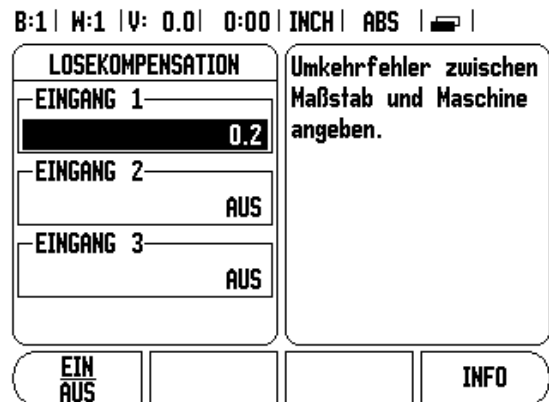 B:1| W:1 |V: 0.0| 0:00|INCH| ABS | |
LOSEKOMPENSATION
EINGANG 1
0.2
EINGANG 2
AUS
EINGANG 3
AUS
Umkehrfehler zwischen
Maßstab und Maschine
angeben.
EIN
AUS
INFO